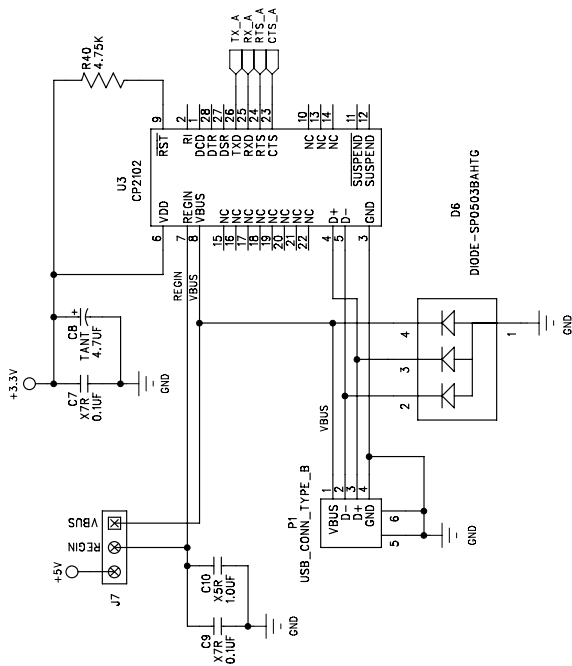 TX_A
RX_A
RTS_A
CTS_A
R40
4.75K
9
2
1
28
27
26
25
24
23
10
13
14
11
12
RST
RI
DCD
DTR
DSR
TXD
RXD
RTS
CTS
NC
NC
NC
SUSPEND
SUSPEND
U3
CP2102
VDD
REGIN
VBUS
NC
NC
NC
NC
NC
NC
NC
NC
D+
D-
GND
6
7
8
15
16
17
18
19
20
21
22
4
5
3
REGIN
VBUS
D6
DIODE-SP0503BAHTG
4
3
2
1
GND
+3.3V
C8
TANT
4.7UF
+
C7
X7R
0.1UF
GND
VBUS
P1
USB_CONN_TYPE_B
1
2
3
4
VBUS
D-
D+
GND
6
5
GND
VBUS
REGIN
+5V
J7
C10
X5R
1.0UF
C9
X7R
0.1UF
GND